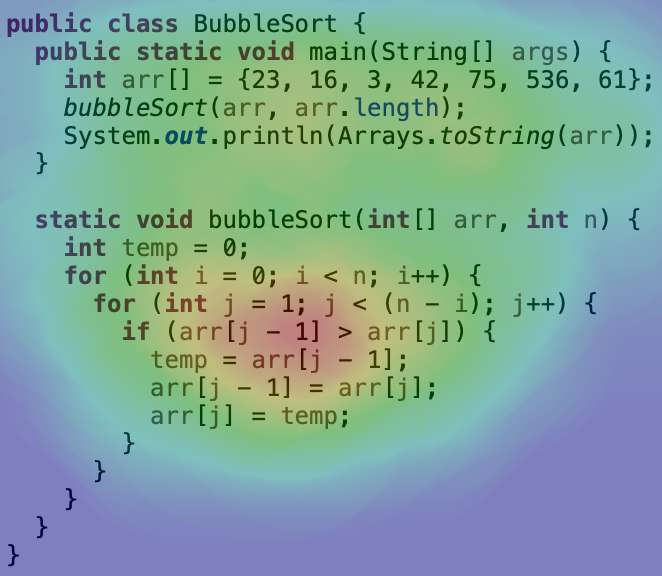 public class BubbleSort {
  public static void main(String[] args) {
    int arr[] = {23, 16, 3, 42, 75, 536, 61};
    bubbleSort(arr, arr.length);
    System.out.println(Arrays.toString(arr));
  }

  static void bubbleSort(int[] arr, int n) {
    int temp = 0;
    for (int i = 0; i < n; i++) {
      for (int j = 1; j < (n - i); j++) {
        if (arr[j - 1] > arr[j]) {
          temp = arr[j - 1];
          arr[j - 1] = arr[j];
          arr[j] = temp;
        }
      }
    }
  }
}